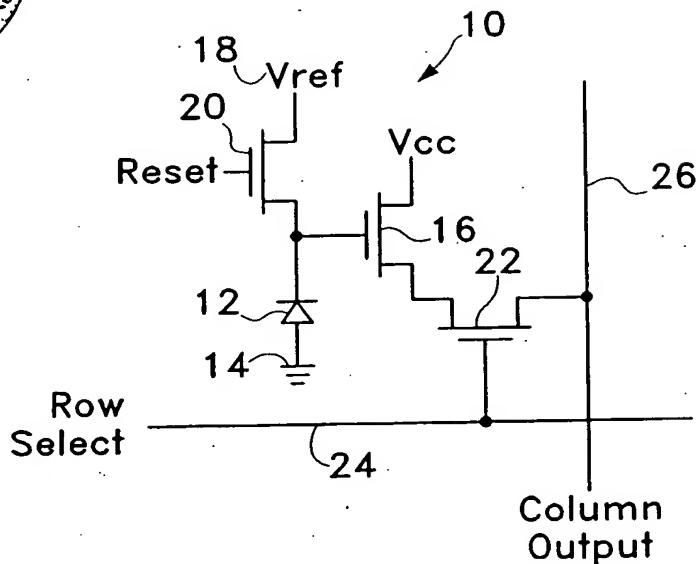 10
18
Vref
20
Vcc
Reset
26
16
22
12
14
Row
Select
24
Column
Output